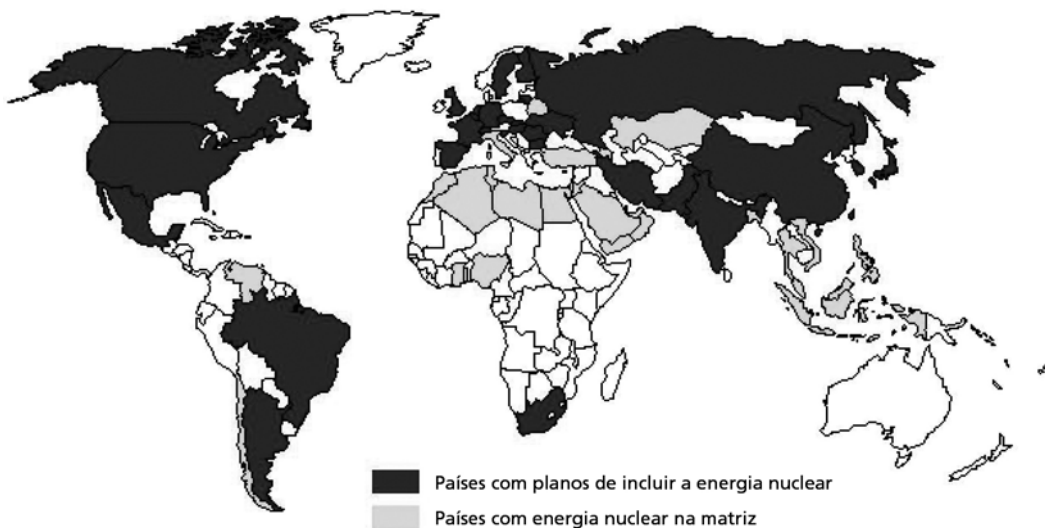 Países com planos de incluir a energia nuclear
Países com energia nuclear na matriz